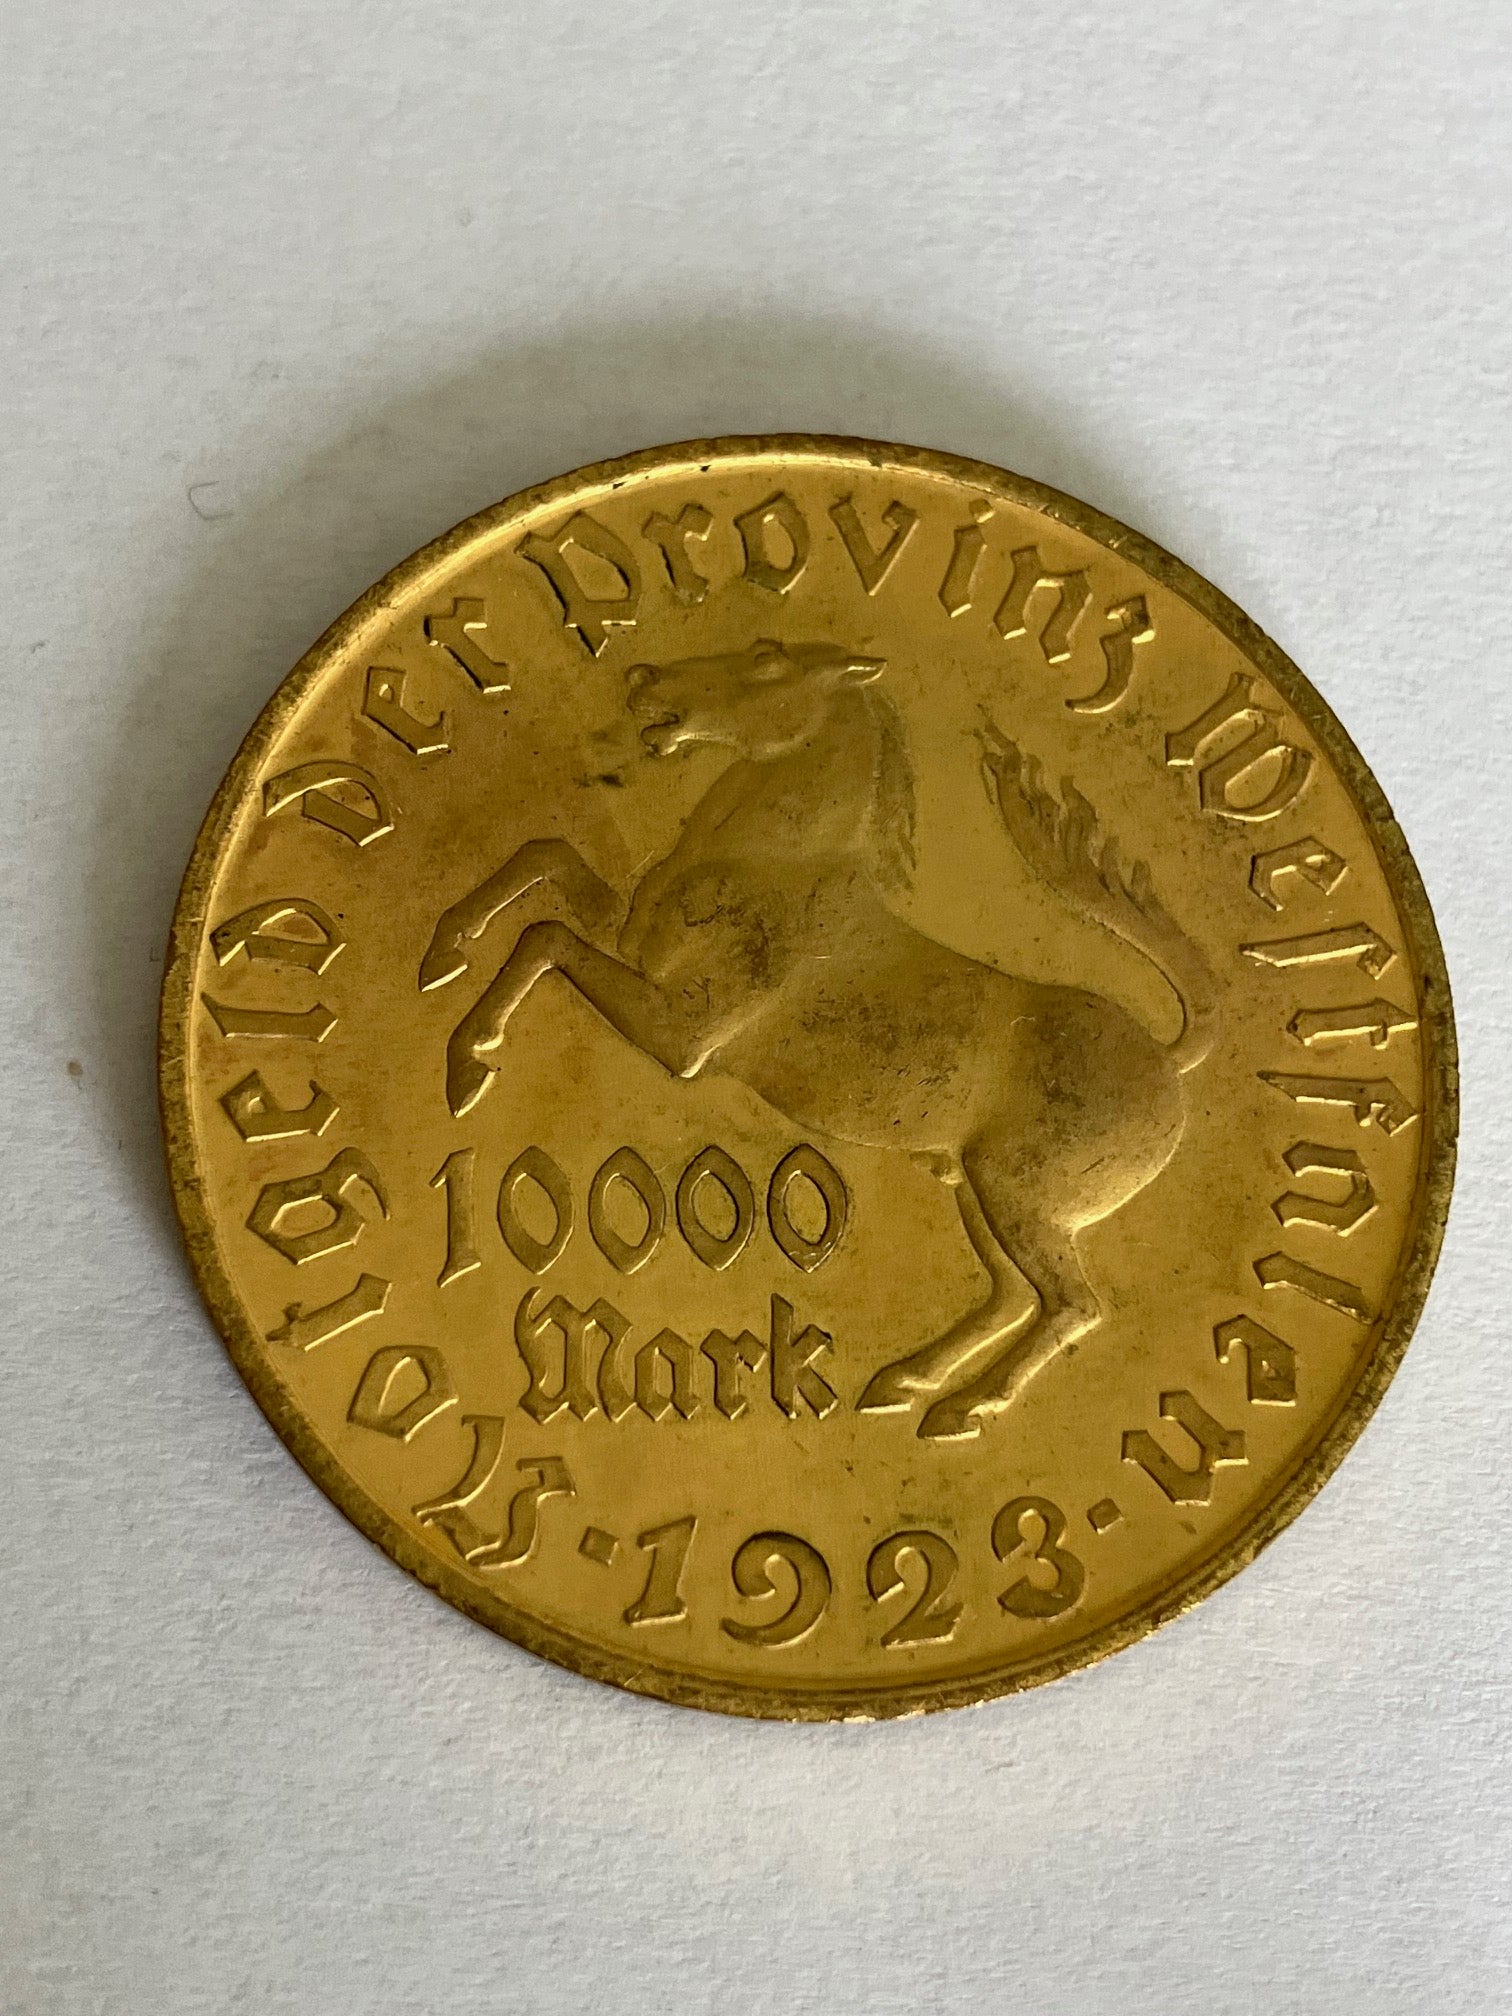 Notgeld der Provinz Westfalen
10000
Mark
· 1923 ·